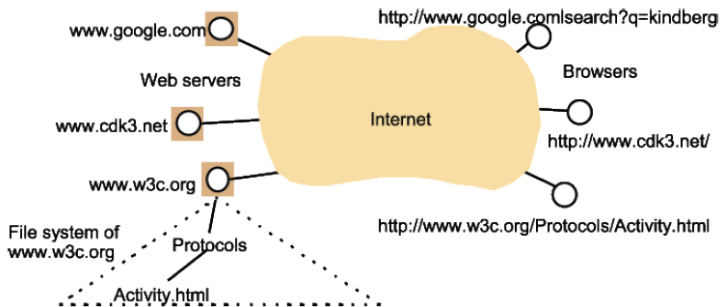 http://www.google.comlsearch?q=kindberg
www.google.com
Web servers
Browsers
www.cdk3.net
Internet
http://www.cdk3.net/
www.w3c.org
http://www.w3c.org/Protocols/Activity.html
File system of
www.w3c.org
Protocols
Activity.html